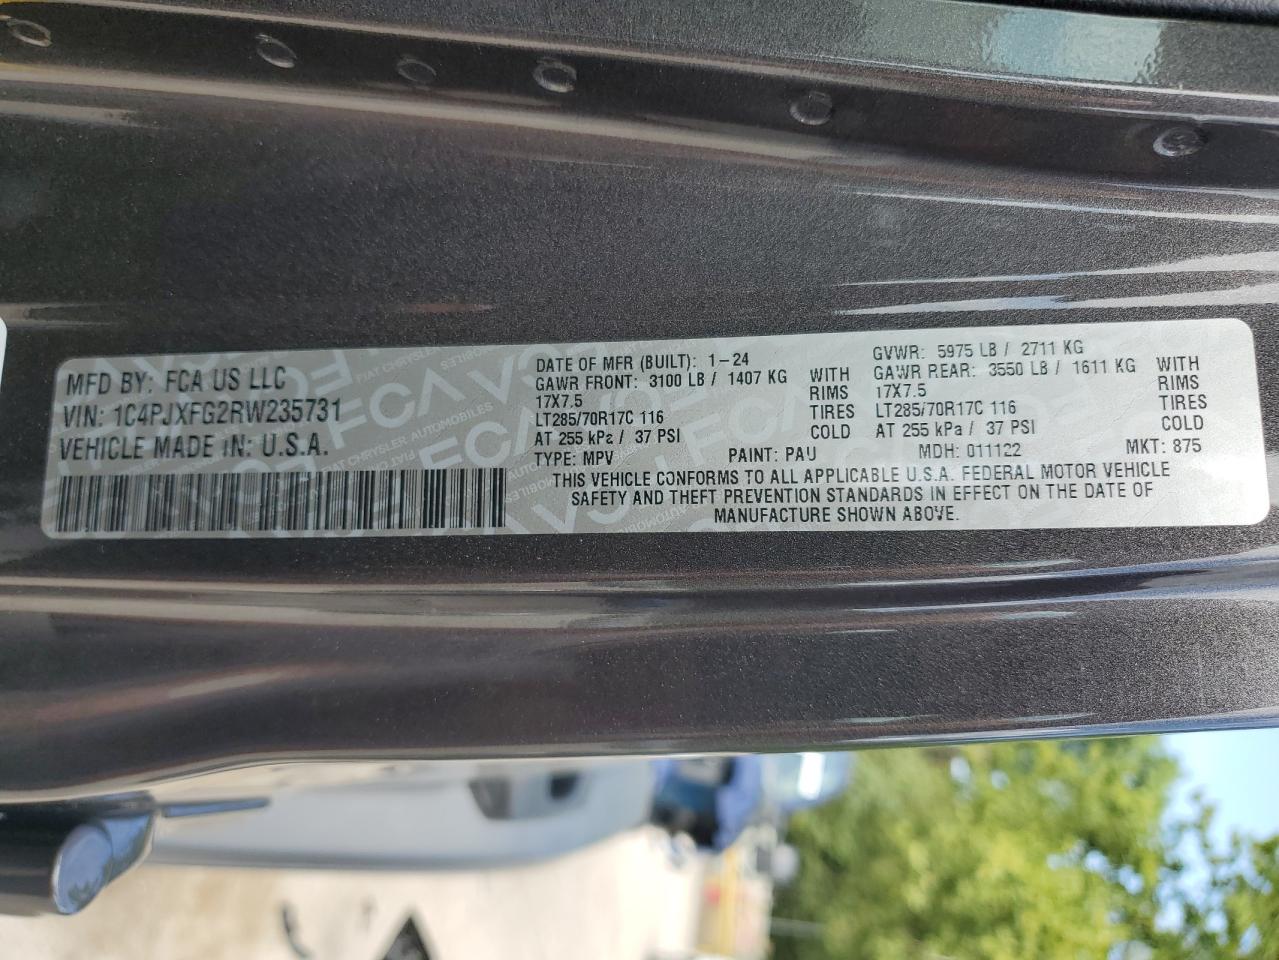 MFD BY: FCA US LLC
VIN: 1C4PJXFG2RW235731
VEHICLE MADE IN: U.S.A.
DATE OF MFR (BUILT): 1-24
GAWR FRONT: 3100 LB / 1407 KG WITH
17X7.5 RIMS
LT285/70R17C 116 TIRES
AT 255 kPa / 37 PSI COLD
GVWR: 5975 LB / 2711 KG
GAWR REAR: 3550 LB / 1611 KG WITH
17X7.5 RIMS
LT285/70R17C 116 TIRES
AT 255 kPa / 37 PSI COLD
TYPE: MPV PAINT: PAU MDH: 011122 MKT: 875
THIS VEHICLE CONFORMS TO ALL APPLICABLE U.S.A. FEDERAL MOTOR VEHICLE
SAFETY AND THEFT PREVENTION STANDARDS IN EFFECT ON THE DATE OF
MANUFACTURE SHOWN ABOVE.
FCA
FIAT CHRYSLER AUTOMOBILES